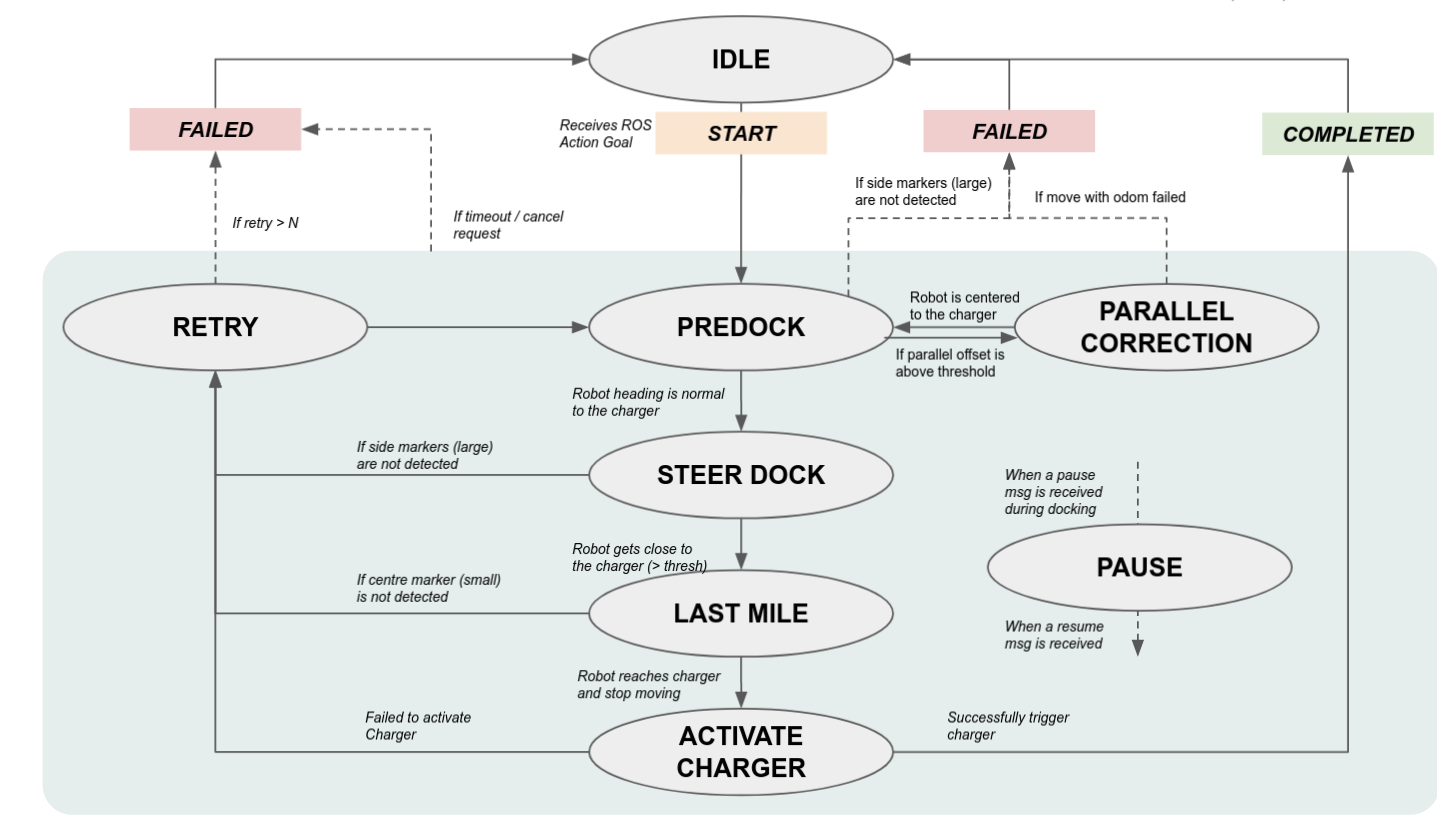 IDLE
FAILED
Receives ROS
Action Goal
START
FAILED
COMPLETED
If side markers (large)
are not detected
If move with odom failed
If retry > N
If timeout / cancel
request
RETRY
PREDOCK
Robot is centered
to the charger
If parallel offset is
above threshold
PARALLEL
CORRECTION
Robot heading is normal
to the charger
If side markers (large)
are not detected
STEER DOCK
When a pause
msg is received
during docking
Robot gets close to
the charger (> thresh)
If centre marker (small)
is not detected
LAST MILE
PAUSE
When a resume
msg is received
Robot reaches charger
and stop moving
Failed to activate
Charger
ACTIVATE
CHARGER
Successfully trigger
charger